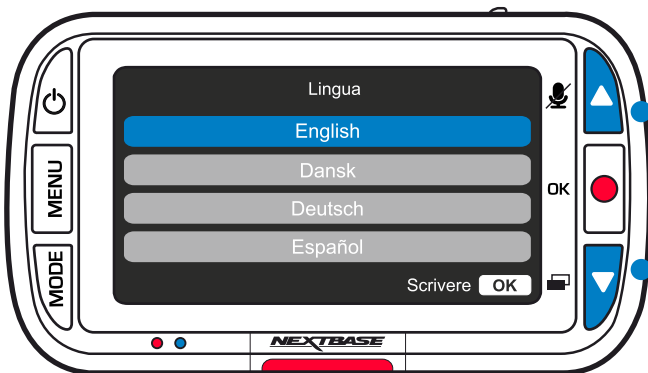 Lingua
English
Dansk
Deutsch
Español
Scrivere OK
MENU
MODE
OK
NEXTBASE